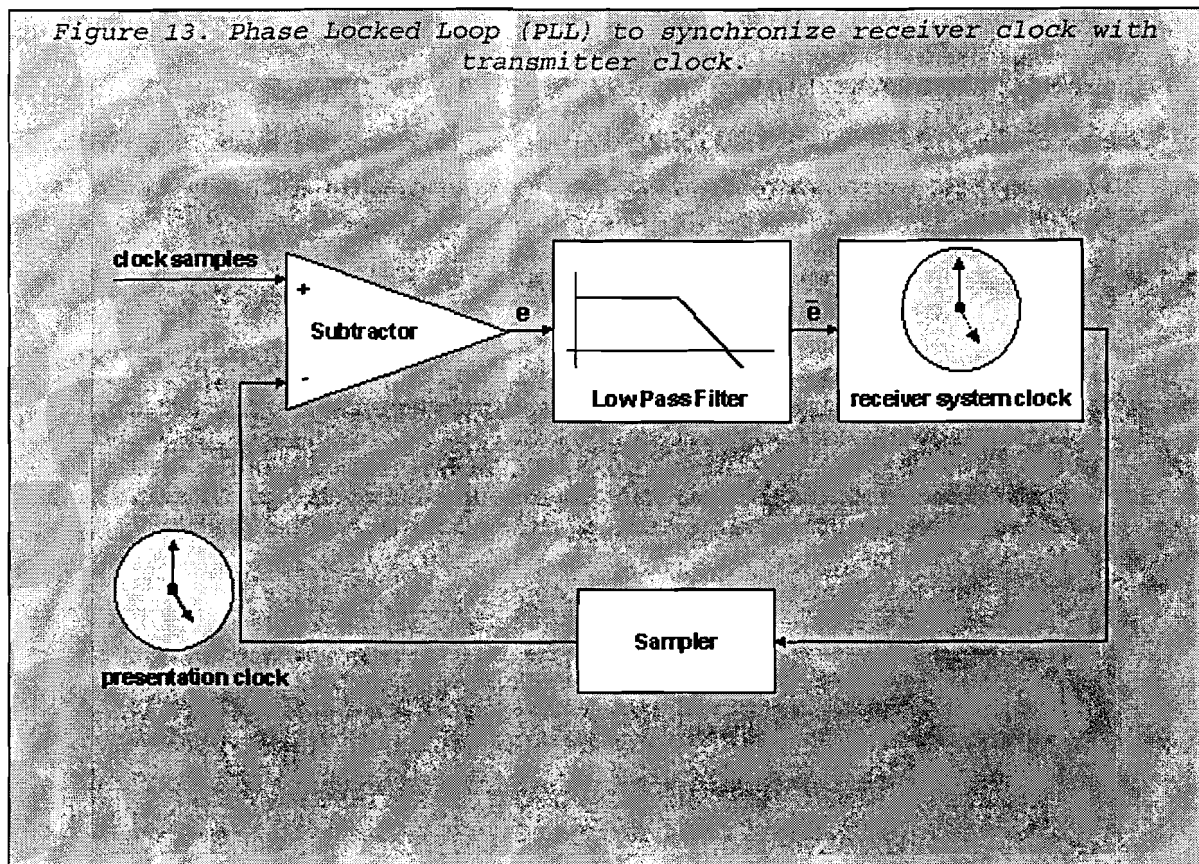 Figure 13. Phase Locked Loop (PLL) to synchronize receiver clock with
transmitter clock.
clock samples
+
Subtractor
-
e
Low Pass Filter
e̅
receiver system clock
Sampler
presentation clock